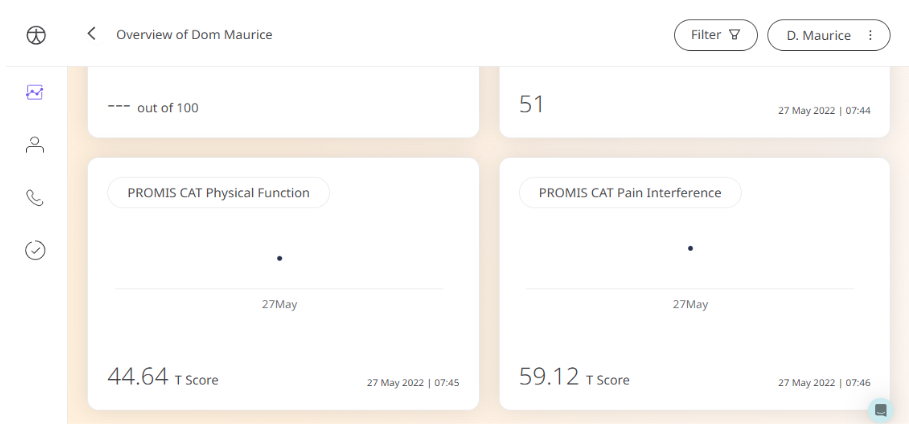 Overview of Dom Maurice
Filter
D. Maurice
--- out of 100
51
27 May 2022 | 07:44
PROMIS CAT Physical Function
27May
44.64 T Score
27 May 2022 | 07:45
PROMIS CAT Pain Interference
27May
59.12 T Score
27 May 2022 | 07:46